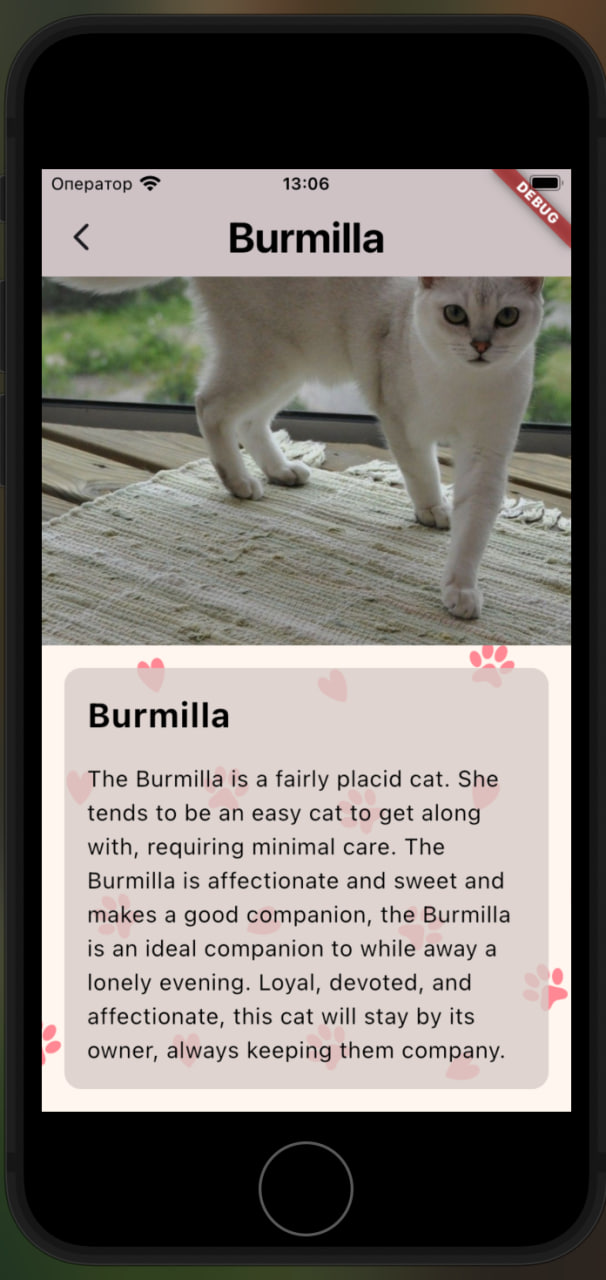 Оператор 13:06
DEBUG
Burmilla
Burmilla
The Burmilla is a fairly placid cat. She
tends to be an easy cat to get along
with, requiring minimal care. The
Burmilla is affectionate and sweet and
makes a good companion, the Burmilla
is an ideal companion to while away a
lonely evening. Loyal, devoted, and
affectionate, this cat will stay by its
owner, always keeping them company.